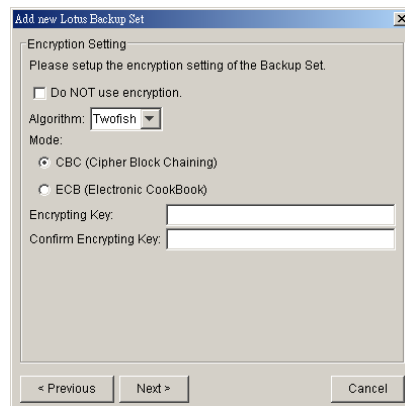 Add new Lotus Backup Set
Encryption Setting
Please setup the encryption setting of the Backup Set.
Do NOT use encryption.
Algorithm: Twofish
Mode:
CBC (Cipher Block Chaining)
ECB (Electronic CookBook)
Encrypting Key:
Confirm Encrypting Key:
< Previous Next > Cancel